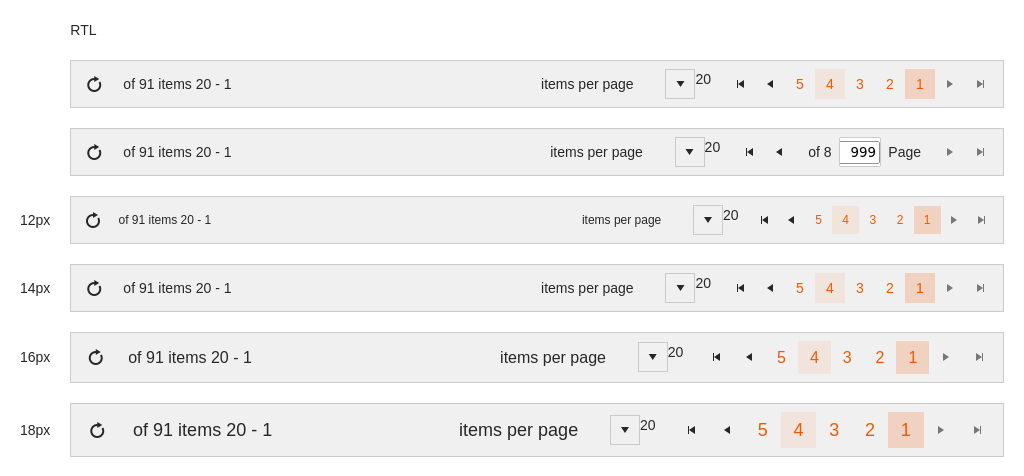 RTL
of 91 items 20 - 1 items per page 20 5 4 3 2 1
of 91 items 20 - 1 items per page 20 of 8 999 Page
12px of 91 items 20 - 1 items per page 20 5 4 3 2 1
14px of 91 items 20 - 1 items per page 20 5 4 3 2 1
16px of 91 items 20 - 1 items per page 20 5 4 3 2 1
18px of 91 items 20 - 1 items per page 20 5 4 3 2 1